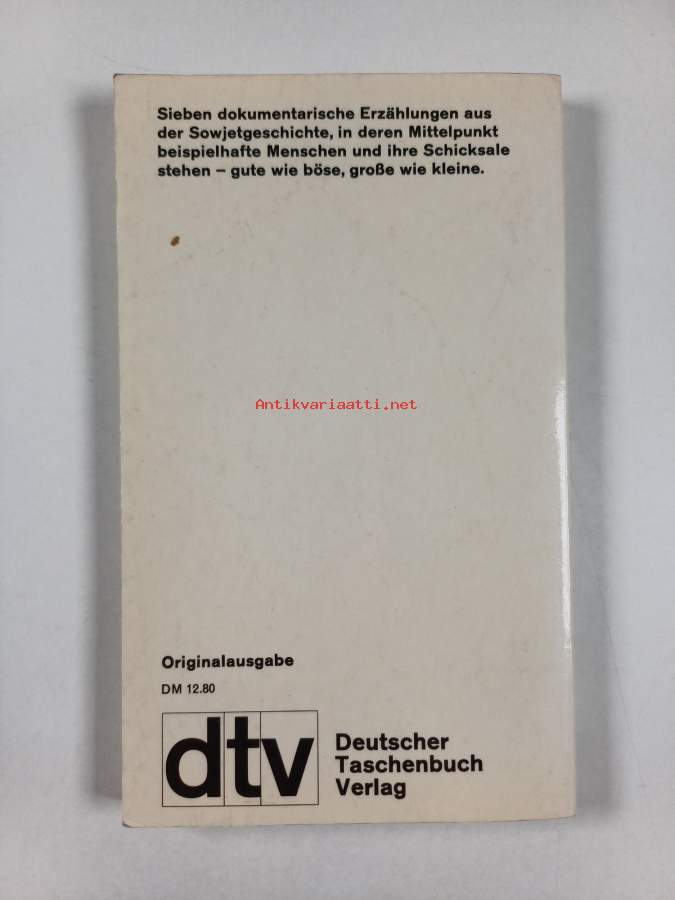 Sieben dokumentarische Erzählungen aus
der Sowjetgeschichte, in deren Mittelpunkt
beispielhafte Menschen und ihre Schicksale
stehen – gute wie böse, große wie kleine.
Antikvariaatti.net
Originalausgabe
DM 12.80
dtv
Deutscher
Taschenbuch
Verlag